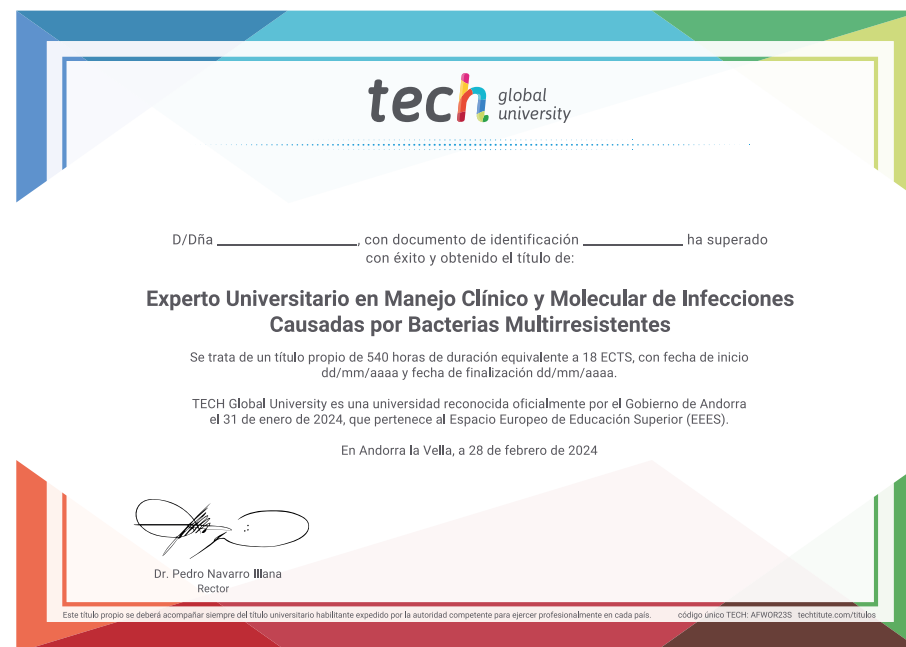 tech global university
D/Dña ____________________, con documento de identificación ______________ ha superado
con éxito y obtenido el título de:
Experto Universitario en Manejo Clínico y Molecular de Infecciones
Causadas por Bacterias Multirresistentes
Se trata de un título propio de 540 horas de duración equivalente a 18 ECTS, con fecha de inicio
dd/mm/aaaa y fecha de finalización dd/mm/aaaa.
TECH Global University es una universidad reconocida oficialmente por el Gobierno de Andorra
el 31 de enero de 2024, que pertenece al Espacio Europeo de Educación Superior (EEES).
En Andorra la Vella, a 28 de febrero de 2024
Dr. Pedro Navarro Illana
Rector
Este título propio se deberá acompañar siempre del título universitario habilitante expedido por la autoridad competente para ejercer profesionalmente en cada país. código único TECH: AFWOR23S techtitute.com/titulos